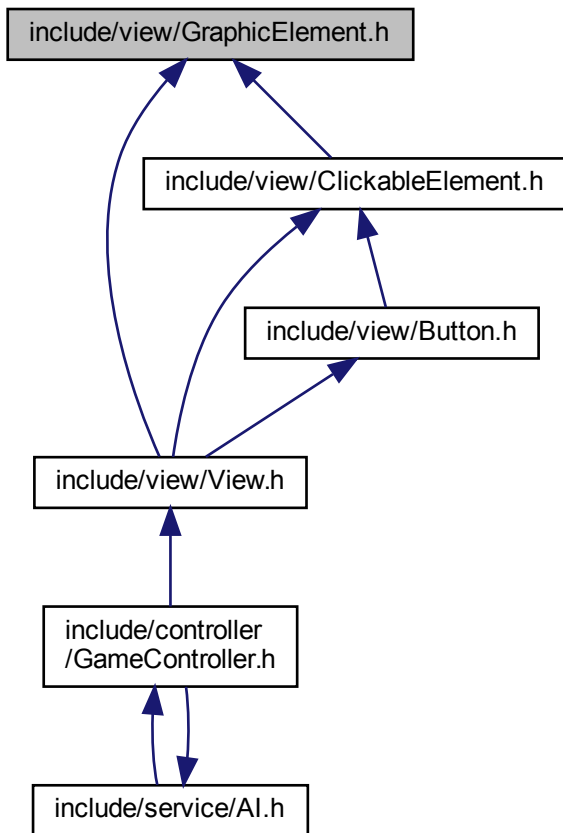 include/view/GraphicElement.h
include/view/ClickableElement.h
include/view/Button.h
include/view/View.h
include/controller
/GameController.h
include/service/AI.h